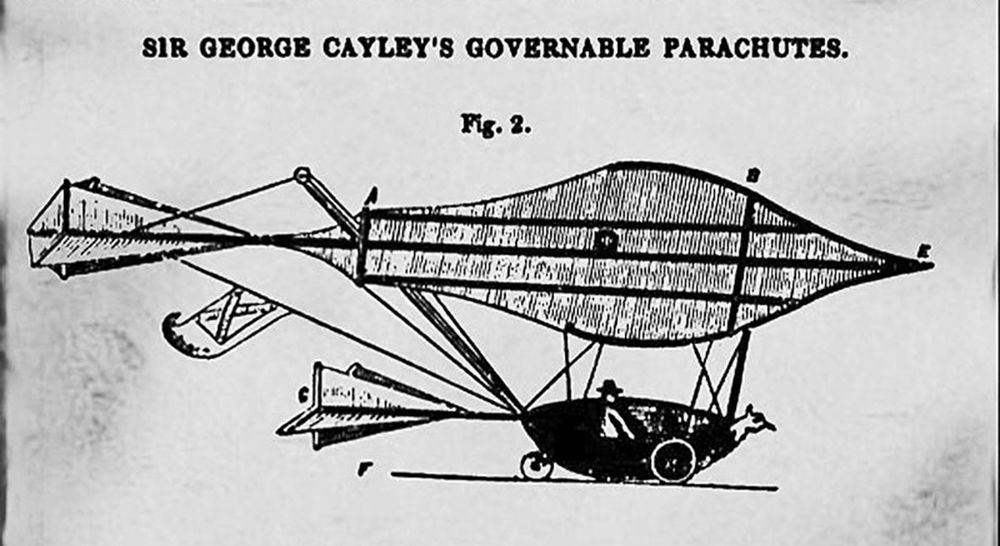 SIR GEORGE CAYLEY'S GOVERNABLE PARACHUTES.
Fig. 2.
A
B
E
F